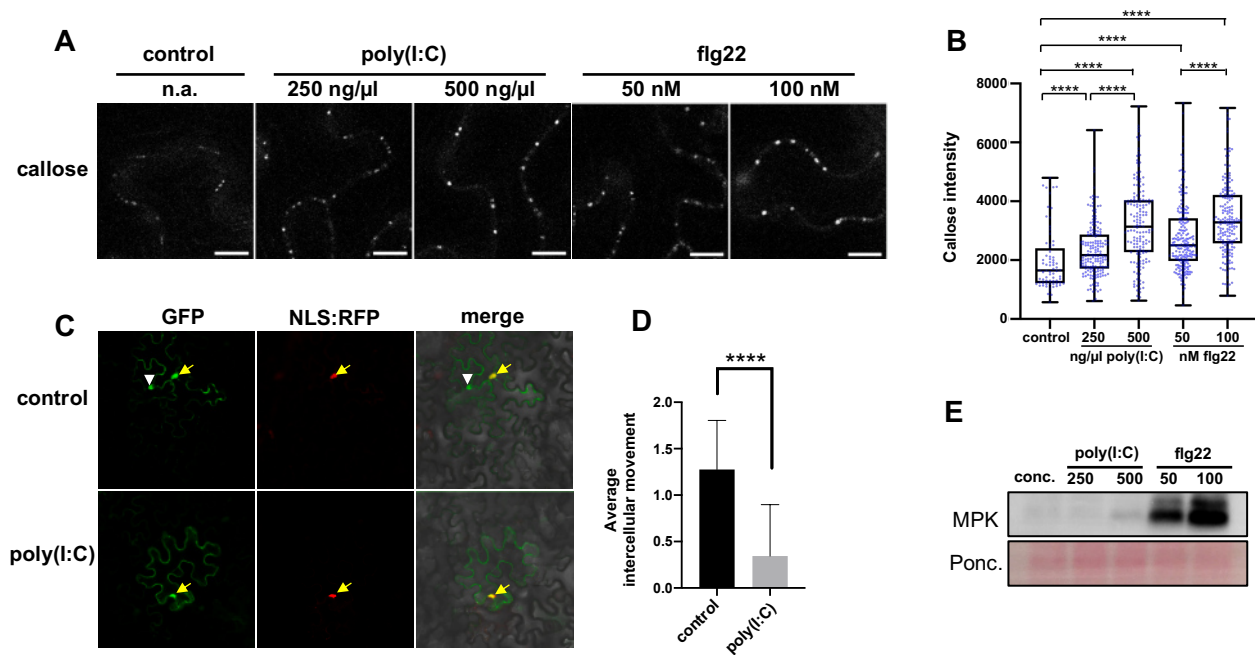 A
control poly(I:C) flg22
n.a. 250 ng/µl 500 ng/µl 50 nM 100 nM
callose
B
****
****
**** ****
**** ****
Callose intensity
8000
6000
4000
2000
0
control 250 500 50 100
ng/µl poly(I:C) nM flg22
C
GFP NLS:RFP merge
control
poly(I:C)
D
****
Average
intercellular movement
2.0
1.5
1.0
0.5
0.0
control poly(I:C)
E
poly(I:C) flg22
conc. 250 500 50 100
MPK
Ponc.